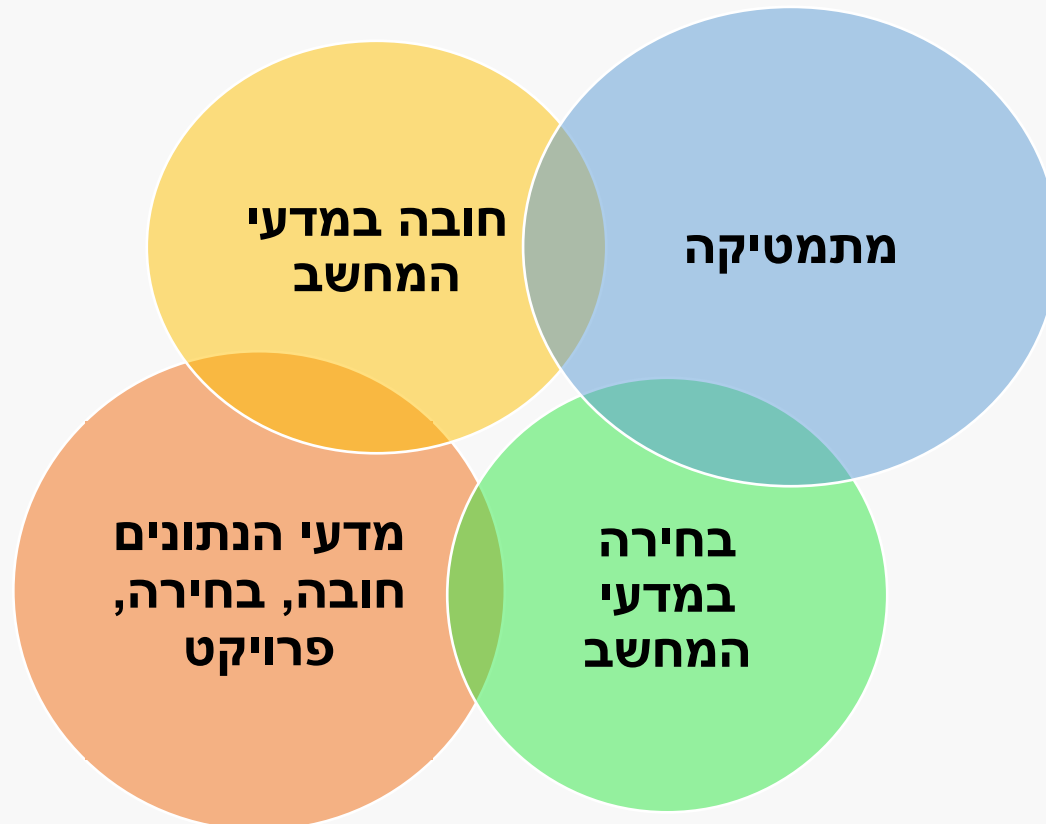 חובה במדעי
המחשב
מתמטיקה
מדעי הנתונים
חובה, בחירה,
פרויקט
בחירה
במדעי
המחשב